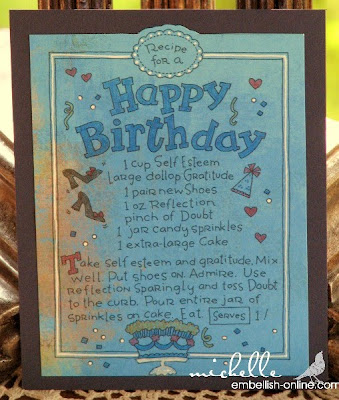 Recipe
for a
Happy
Birthday
1 cup Self Esteem
1 large dollop Gratitude
1 pair new Shoes
1 oz Reflection
pinch of Doubt
1 jar candy sprinkles
1 extra-large Cake
Take self esteem and gratitude. Mix
well. Put shoes on. Admire. Use
Reflection sparingly and toss Doubt
to the curb. Pour entire jar of
sprinkles on cake. Eat. Serves 1!
michelle
embellish-online.com